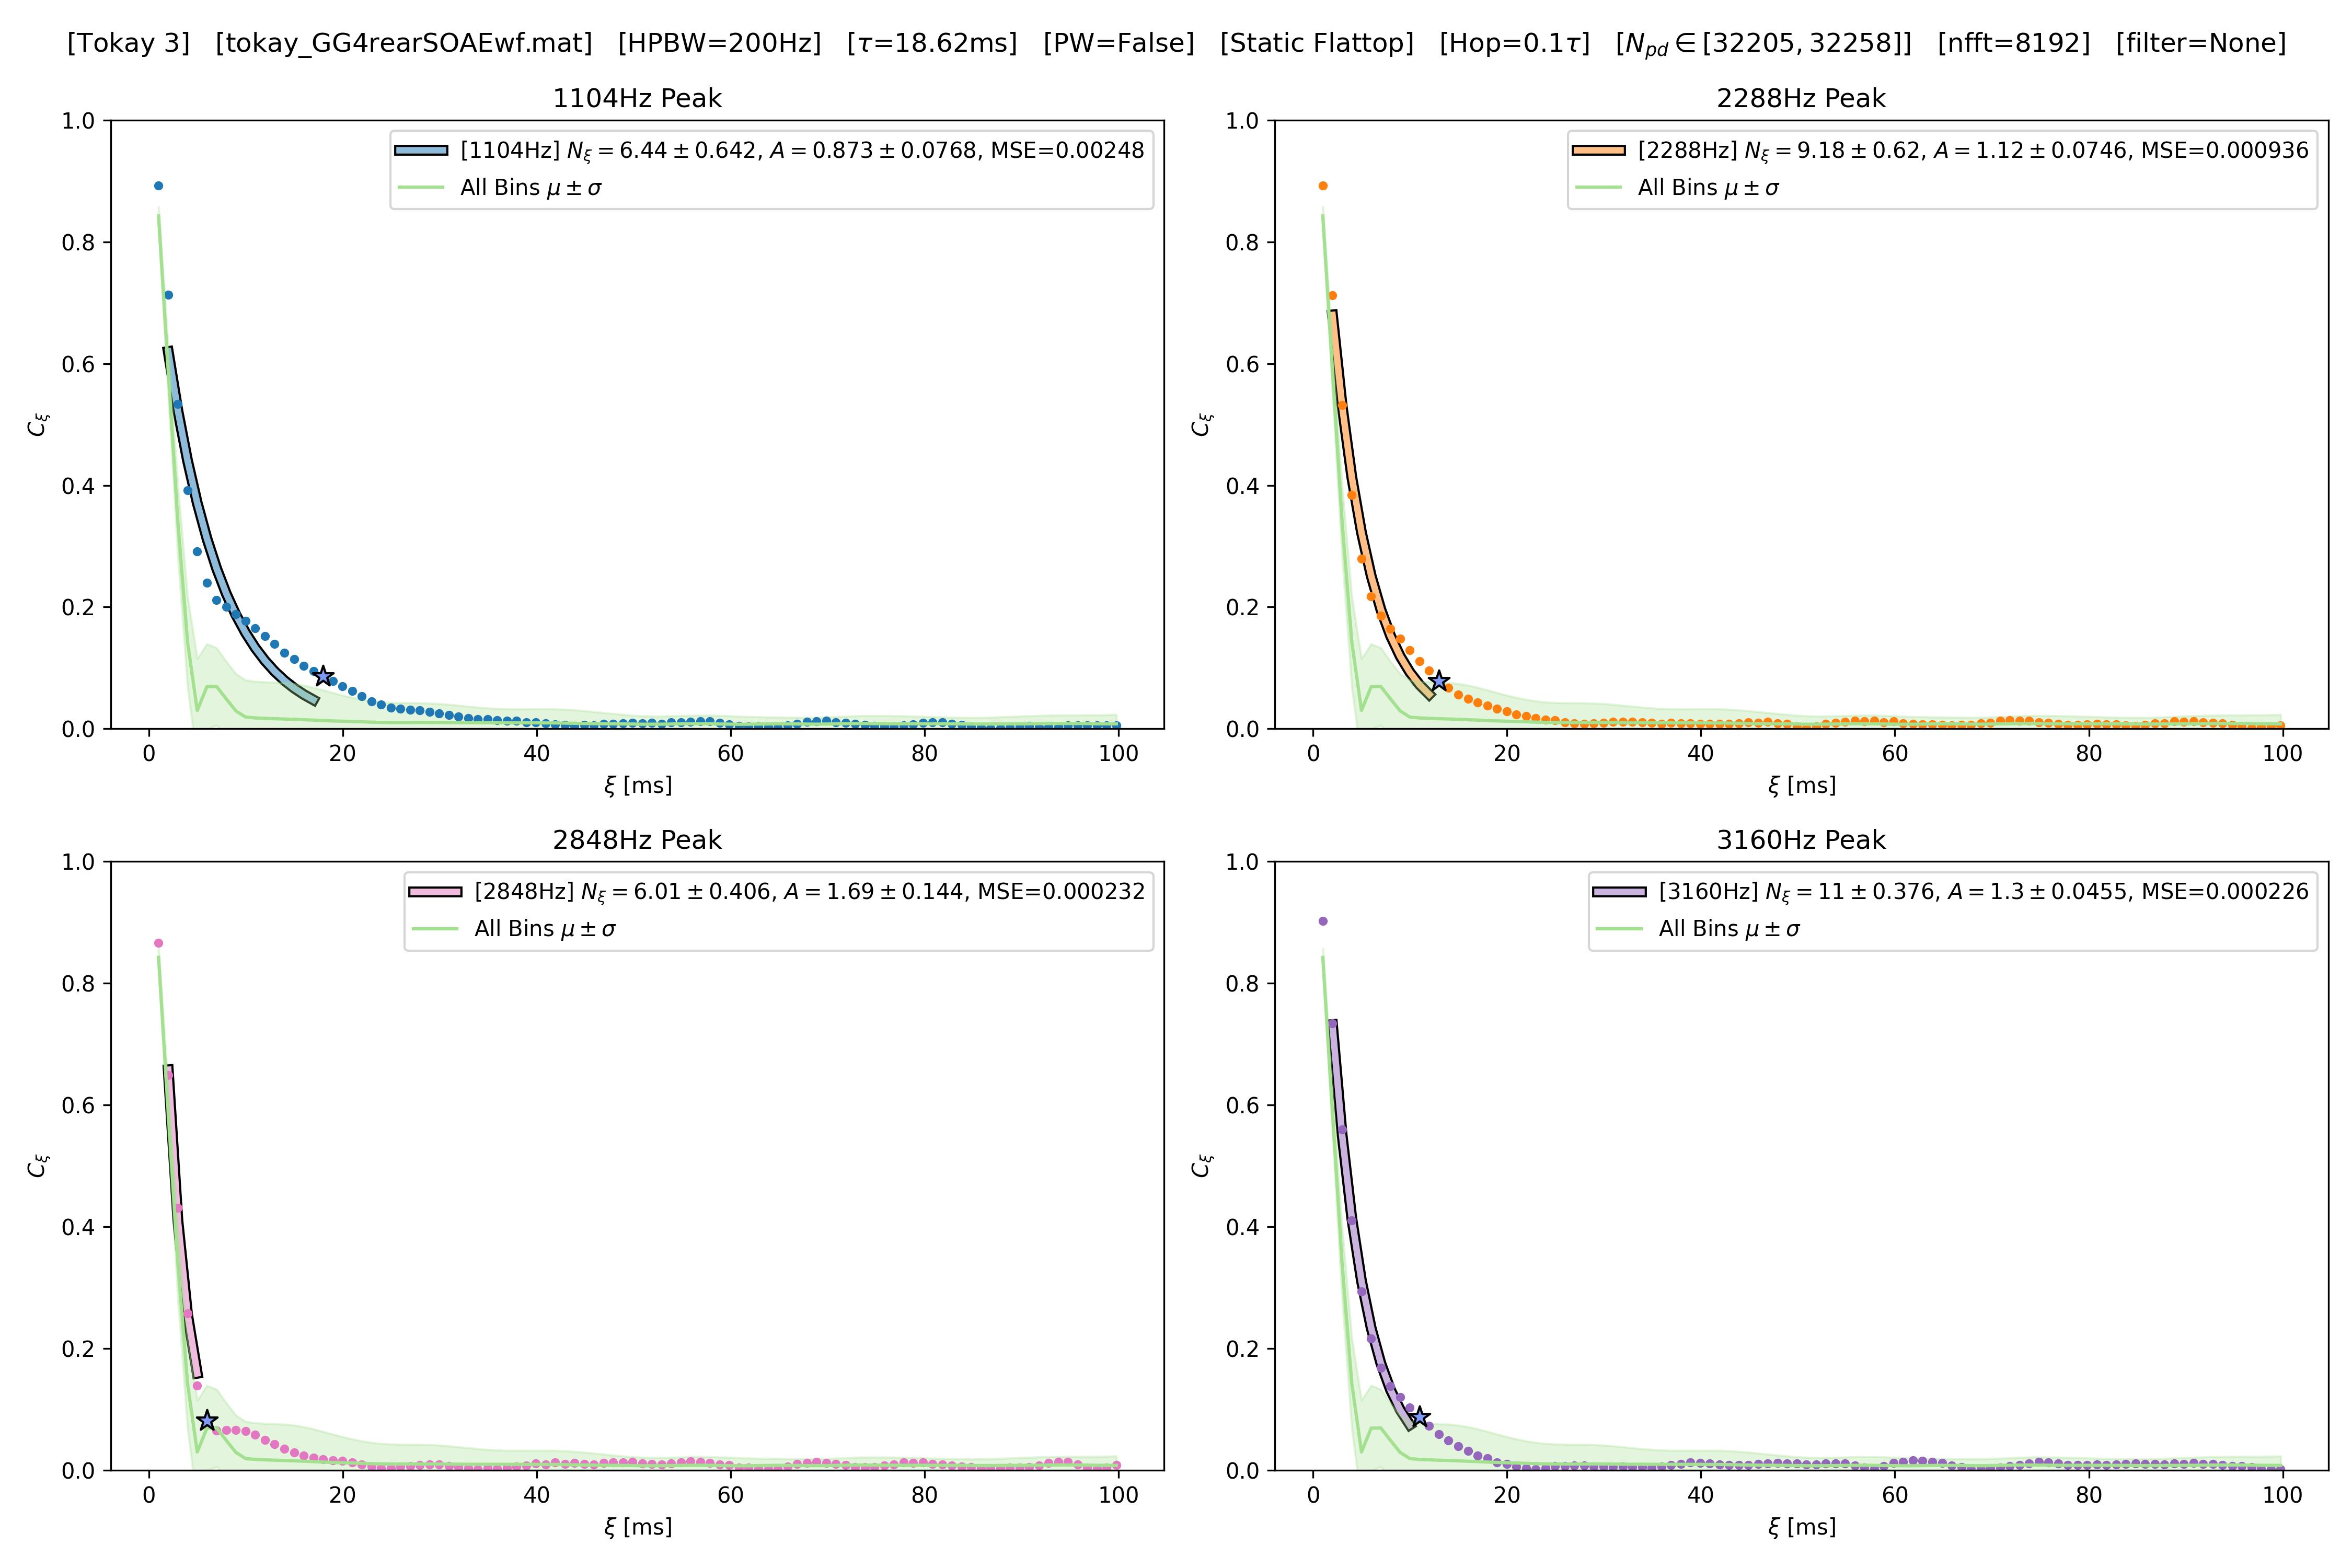 [Tokay 3] [tokay_GG4rearSOAEwf.mat] [HPBW=200Hz] [τ=18.62ms] [PW=False] [Static Flattop] [Hop=0.1τ] [N_pd ∈ [32205, 32258]] [nfft=8192] [filter=None]
1104Hz Peak
[1104Hz] N_ξ = 6.44 ± 0.642, A = 0.873 ± 0.0768, MSE=0.00248
All Bins μ ± σ
1.0
0.8
0.6
0.4
0.2
0.0
C_ξ
0 20 40 60 80 100
ξ [ms]
2288Hz Peak
[2288Hz] N_ξ = 9.18 ± 0.62, A = 1.12 ± 0.0746, MSE=0.000936
All Bins μ ± σ
1.0
0.8
0.6
0.4
0.2
0.0
C_ξ
0 20 40 60 80 100
ξ [ms]
2848Hz Peak
[2848Hz] N_ξ = 6.01 ± 0.406, A = 1.69 ± 0.144, MSE=0.000232
All Bins μ ± σ
1.0
0.8
0.6
0.4
0.2
0.0
C_ξ
0 20 40 60 80 100
ξ [ms]
3160Hz Peak
[3160Hz] N_ξ = 11 ± 0.376, A = 1.3 ± 0.0455, MSE=0.000226
All Bins μ ± σ
1.0
0.8
0.6
0.4
0.2
0.0
C_ξ
0 20 40 60 80 100
ξ [ms]